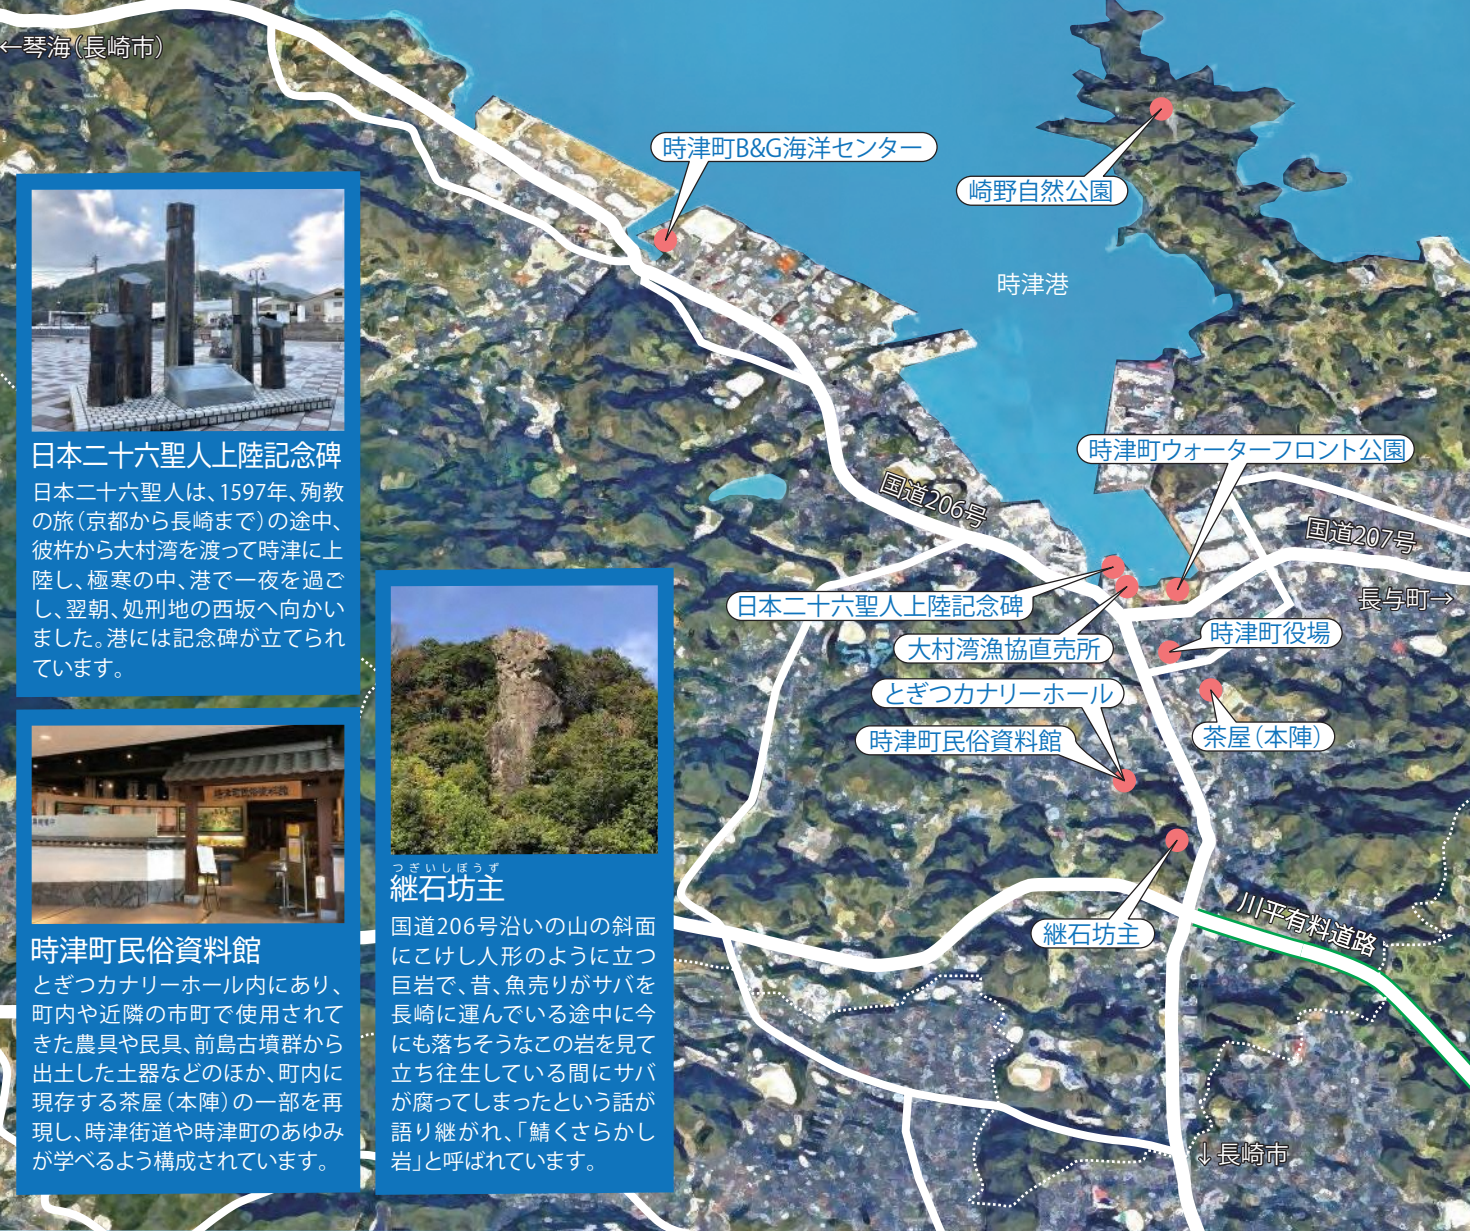 ←琴海（長崎市）
時津町B&G海洋センター
崎野自然公園
時津港
時津町ウォーターフロント公園
国道206号
国道207号
長与町→
日本二十六聖人上陸記念碑
大村湾漁協直売所
時津町役場
とぎつカナリーホール
時津町民俗資料館
茶屋（本陣）
継石坊主
川平有料道路
↓長崎市
日本二十六聖人上陸記念碑
日本二十六聖人は、1597年、殉教
の旅（京都から長崎まで）の途中、
彼杵から大村湾を渡って時津に上
陸し、極寒の中、港で一夜を過ご
し、翌朝、処刑地の西坂へ向かい
ました。港には記念碑が立てられ
ています。
時津町民俗資料館
時津町民俗資料館
とぎつカナリーホール内にあり、
町内や近隣の市町で使用されて
きた農具や民具、前島古墳群から
出土した土器などのほか、町内に
現存する茶屋（本陣）の一部を再
現し、時津街道や時津町のあゆみ
が学べるよう構成されています。
つぎいしぼうず
継石坊主
国道206号沿いの山の斜面
にこけし人形のように立つ
巨岩で、昔、魚売りがサバを
長崎に運んでいる途中に今
にも落ちそうなこの岩を見て
立ち往生している間にサバ
が腐ってしまったという話が
語り継がれ、「鯖くさらかし
岩」と呼ばれています。